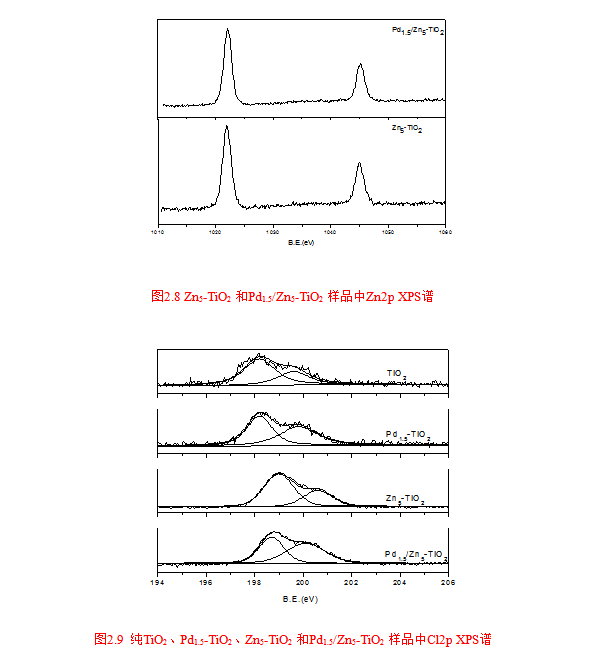 Pd1.5/Zn5-TiO2
Zn5-TiO2
1010 1020 1030 1040 1050 1060
B.E.(eV)
图2.8 Zn5-TiO2 和Pd1.5/Zn5-TiO2 样品中Zn2p XPS谱
TiO2
Pd1.5-TiO2
Zn5-TiO2
Pd1.5/Zn5-TiO2
194 196 198 200 202 204 206
B.E.(eV)
图2.9 纯TiO2、Pd1.5-TiO2、Zn5-TiO2 和Pd1.5/Zn5-TiO2 样品中Cl2p XPS谱